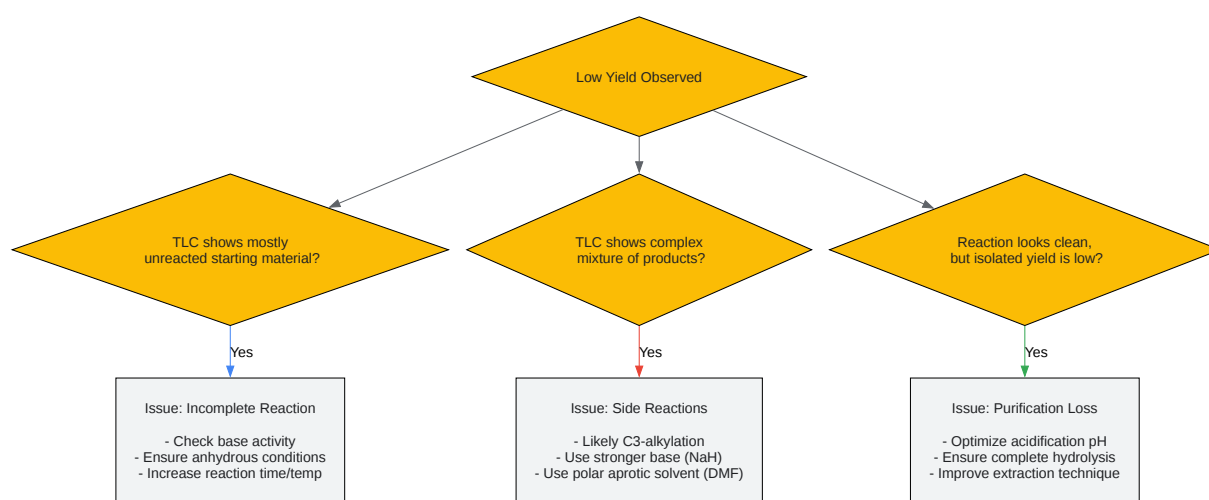 Low Yield Observed
TLC shows mostly
unreacted starting material?
TLC shows complex
mixture of products?
Reaction looks clean,
but isolated yield is low?
Yes
Yes
Yes
Issue: Incomplete Reaction
- Check base activity
- Ensure anhydrous conditions
- Increase reaction time/temp
Issue: Side Reactions
- Likely C3-alkylation
- Use stronger base (NaH)
- Use polar aprotic solvent (DMF)
Issue: Purification Loss
- Optimize acidification pH
- Ensure complete hydrolysis
- Improve extraction technique